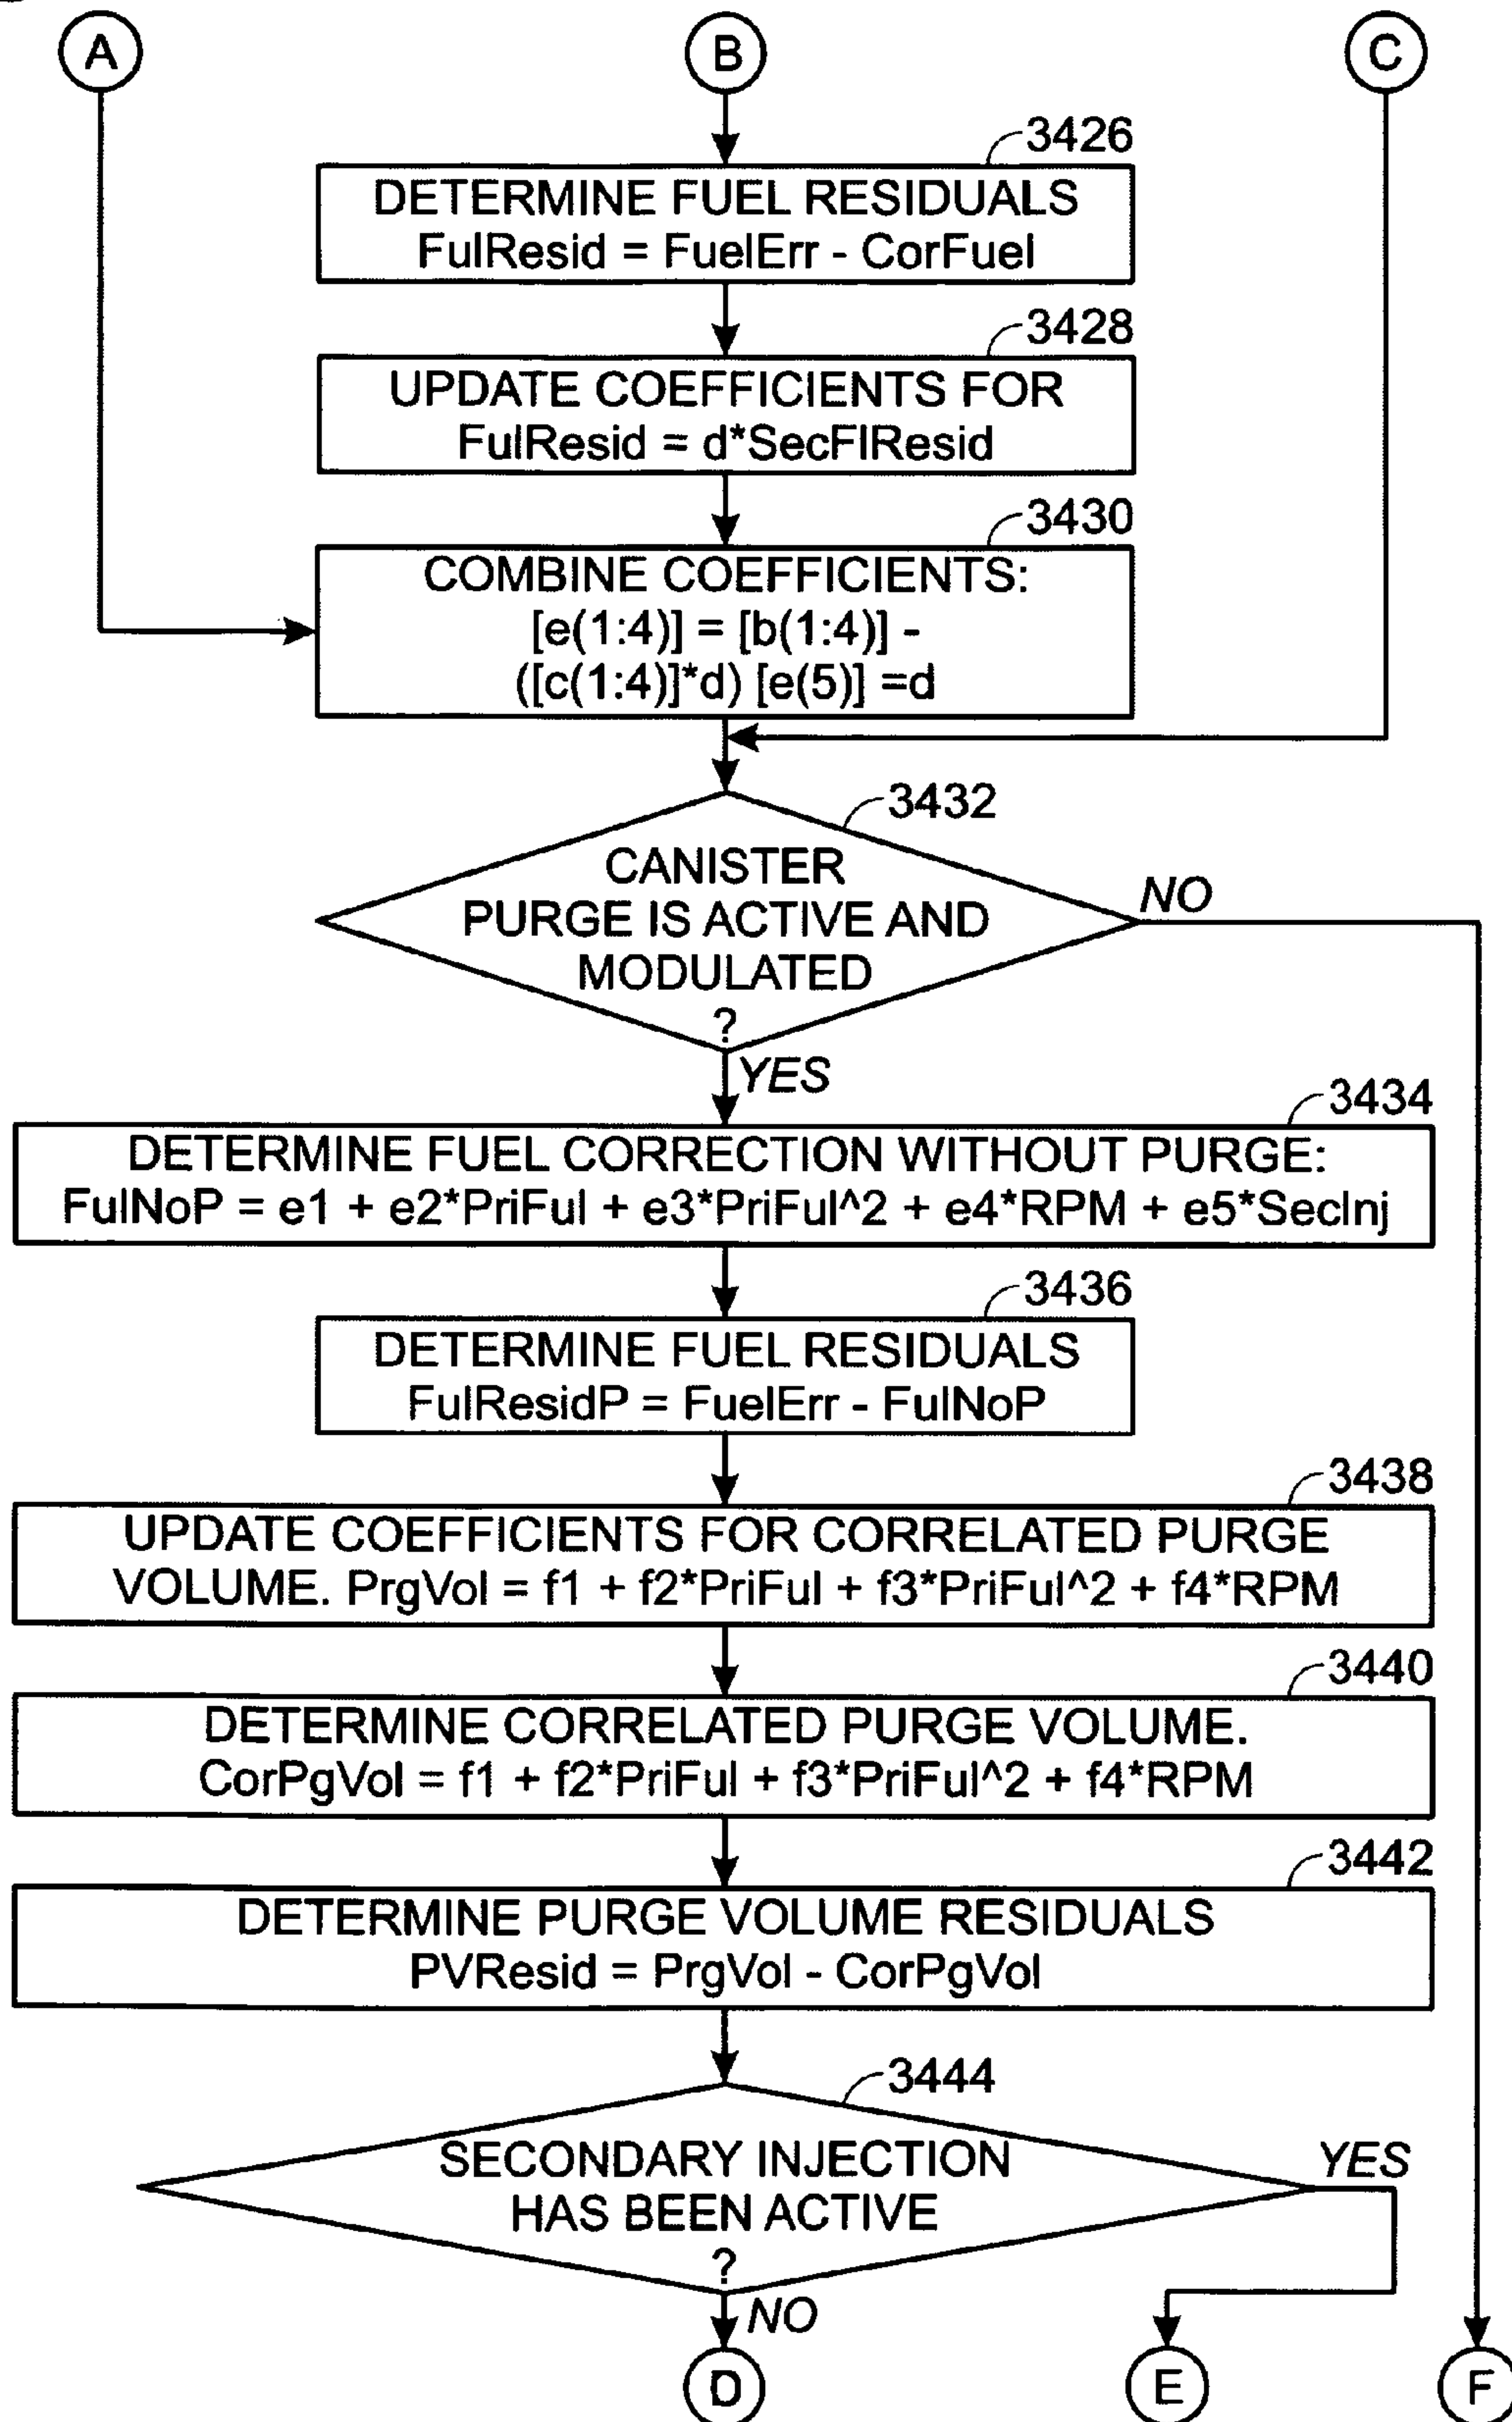 A
B
C
3426
DETERMINE FUEL RESIDUALS
FulResid = FuelErr - CorFuel
3428
UPDATE COEFFICIENTS FOR
FulResid = d*SecFlResid
3430
COMBINE COEFFICIENTS:
[e(1:4)] = [b(1:4)] -
([c(1:4)]*d) [e(5)] =d
3432
CANISTER
PURGE IS ACTIVE AND
MODULATED
?
NO
YES
3434
DETERMINE FUEL CORRECTION WITHOUT PURGE:
FulNoP = e1 + e2*PriFul + e3*PriFul^2 + e4*RPM + e5*SecInj
3436
DETERMINE FUEL RESIDUALS
FulResidP = FuelErr - FulNoP
3438
UPDATE COEFFICIENTS FOR CORRELATED PURGE
VOLUME. PrgVol = f1 + f2*PriFul + f3*PriFul^2 + f4*RPM
3440
DETERMINE CORRELATED PURGE VOLUME.
CorPgVol = f1 + f2*PriFul + f3*PriFul^2 + f4*RPM
3442
DETERMINE PURGE VOLUME RESIDUALS
PVResid = PrgVol - CorPgVol
3444
SECONDARY INJECTION
HAS BEEN ACTIVE
?
YES
NO
D
E
F